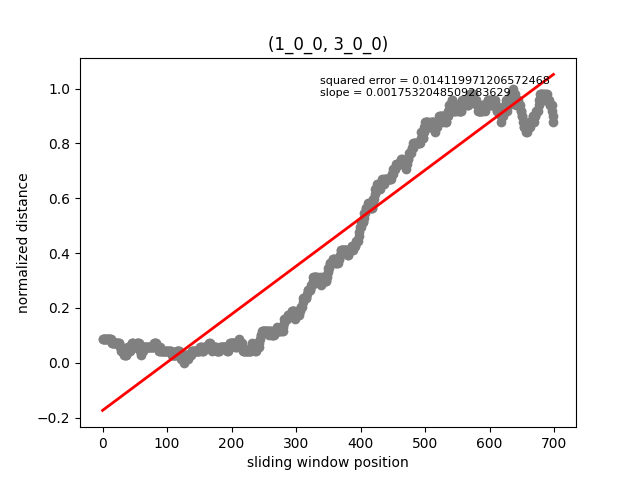 (1_0_0, 3_0_0)
squared error = 0.014119971206572468
slope = 0.0017532048509283629
1.0
0.8
0.6
0.4
0.2
0.0
−0.2
normalized distance
0 100 200 300 400 500 600 700
sliding window position